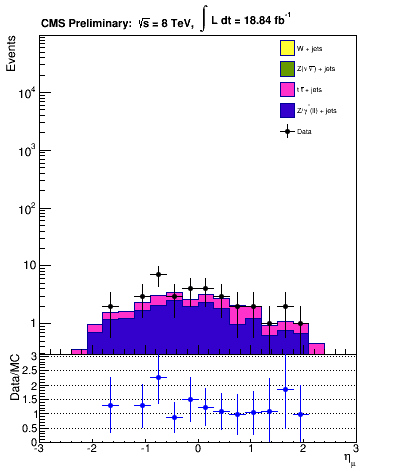 CMS Preliminary: √s = 8 TeV, ∫ L dt = 18.84 fb⁻¹
Events
W + jets
Z(ν ν̄) + jets
t t̄ + jets
Z/γ*(ll) + jets
Data
10⁴
10³
10²
10
1
Data/MC
3
2.5
2
1.5
1
0.5
0
-3 -2 -1 0 1 2 3
η_μ